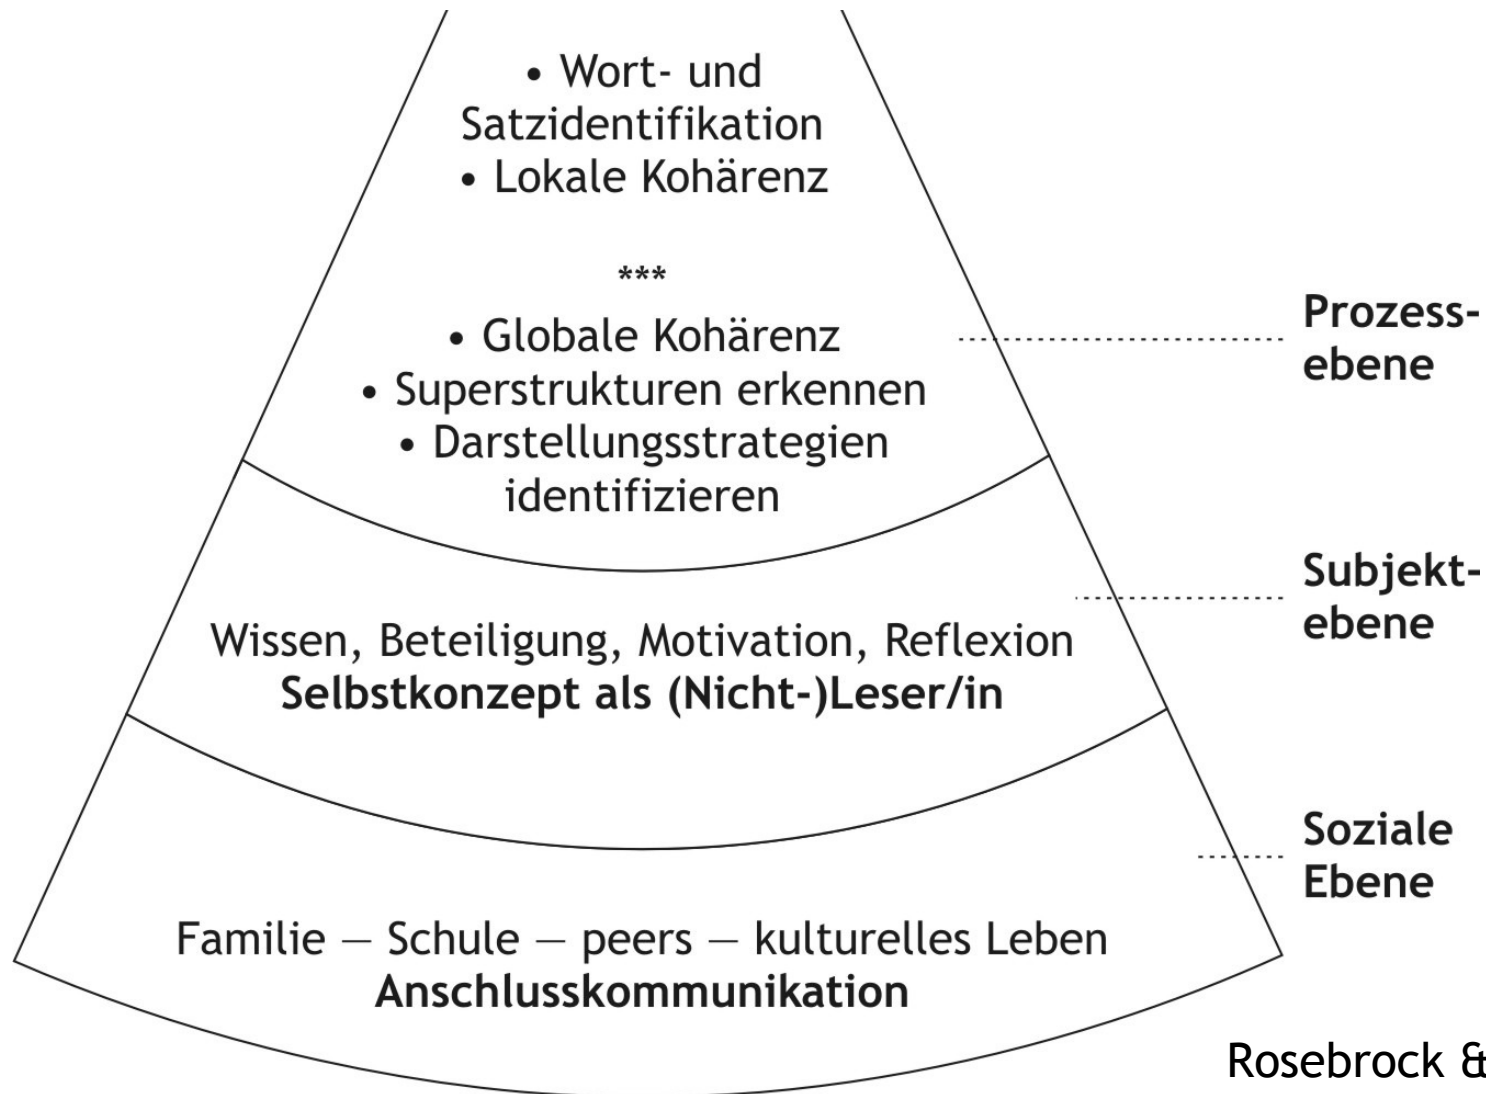 • Wort- und
Satzidentifikation
• Lokale Kohärenz
***
• Globale Kohärenz
• Superstrukturen erkennen
• Darstellungsstrategien
identifizieren
Prozess-
ebene
Wissen, Beteiligung, Motivation, Reflexion
Selbstkonzept als (Nicht-)Leser/in
Subjekt-
ebene
Familie – Schule – peers – kulturelles Leben
Anschlusskommunikation
Soziale
Ebene
Rosebrock &